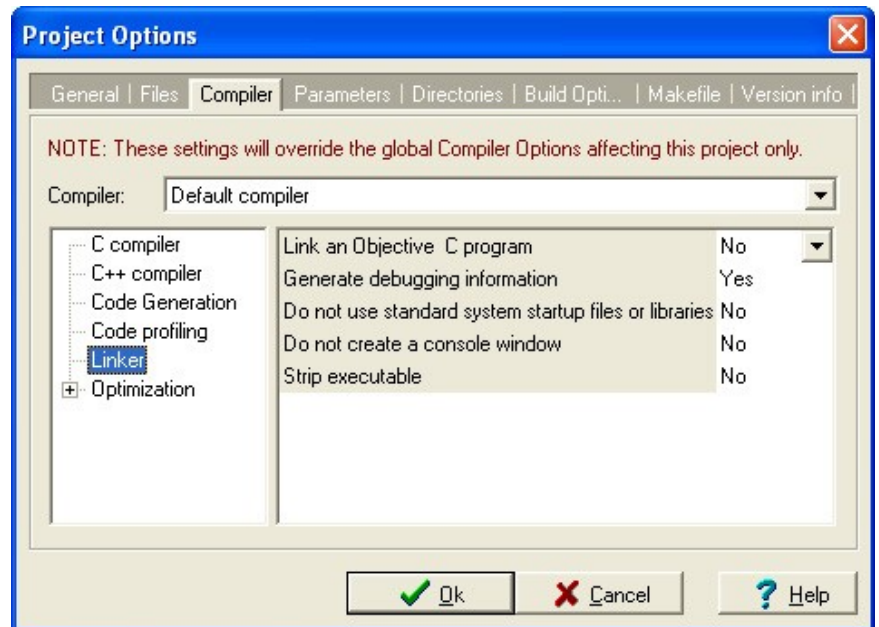 Project Options
General | Files Compiler Parameters | Directories | Build Opti... | Makefile | Version info
NOTE: These settings will override the global Compiler Options affecting this project only.
Compiler: Default compiler
C compiler
C++ compiler
Code Generation
Code profiling
Linker
Optimization
Link an Objective C program No
Generate debugging information Yes
Do not use standard system startup files or libraries No
Do not create a console window No
Strip executable No
Ok Cancel Help